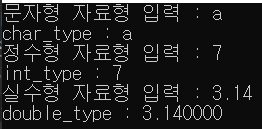 문자형 자료형 입력 : a
char_type : a
정수형 자료형 입력 : 7
int_type : 7
실수형 자료형 입력 : 3.14
double_type : 3.140000